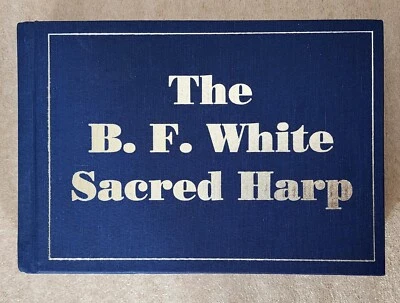 The
B. F. White
Sacred Harp